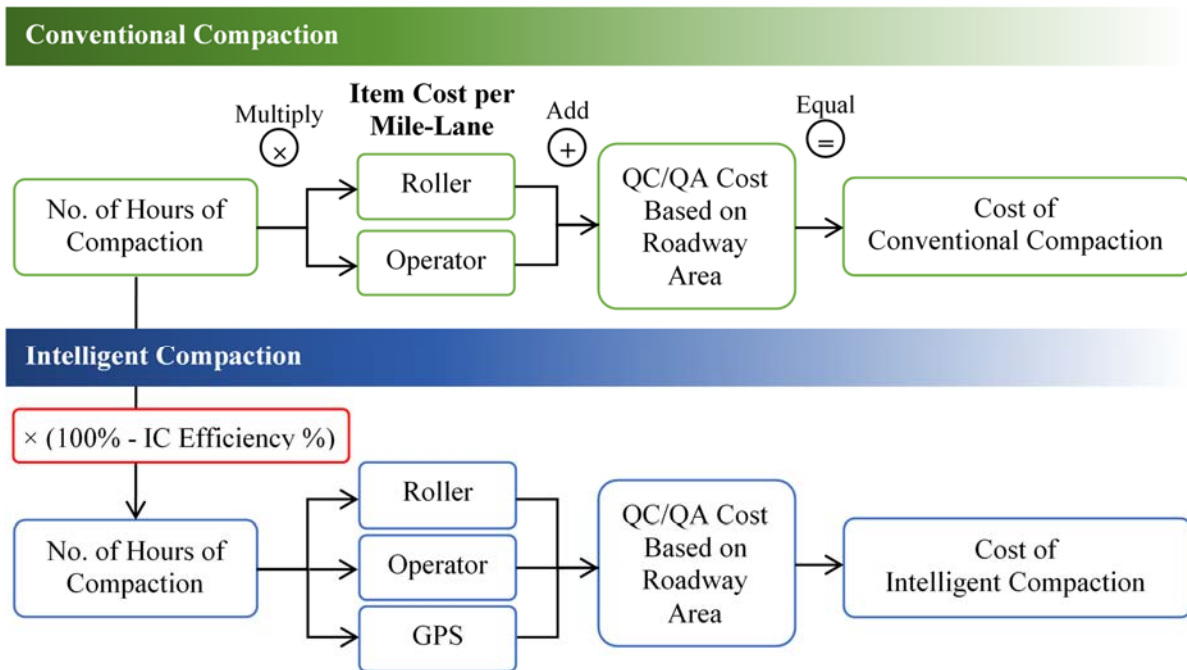 Conventional Compaction
Multiply
×
Item Cost per
Mile-Lane
Add
+
Equal
=
No. of Hours of
Compaction
Roller
Operator
QC/QA Cost
Based on
Roadway
Area
Cost of
Conventional Compaction
Intelligent Compaction
× (100% - IC Efficiency %)
No. of Hours of
Compaction
Roller
Operator
GPS
QC/QA Cost
Based on
Roadway
Area
Cost of
Intelligent Compaction